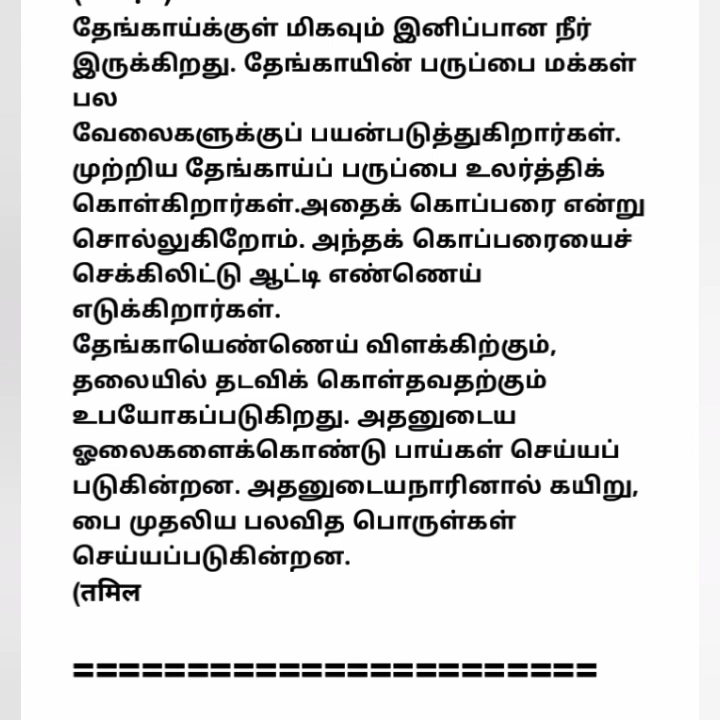 தேங்காய்க்குள் மிகவும் இனிப்பான நீர்
இருக்கிறது. தேங்காயின் பருப்பை மக்கள்
பல
வேலைகளுக்குப் பயன்படுத்துகிறார்கள்.
முற்றிய தேங்காய்ப் பருப்பை உலர்த்திக்
கொள்கிறார்கள்.அதைக் கொப்பரை என்று
சொல்லுகிறோம். அந்தக் கொப்பரையைச்
செக்கிலிட்டு ஆட்டி எண்ணெய்
எடுக்கிறார்கள்.
தேங்காயெண்ணெய் விளக்கிற்கும்,
தலையில் தடவிக் கொள்தவதற்கும்
உபயோகப்படுகிறது. அதனுடைய
ஓலைகளைக்கொண்டு பாய்கள் செய்யப்
படுகின்றன. அதனுடையநாரினால் கயிறு,
பை முதலிய பலவித பொருள்கள்
செய்யப்படுகின்றன.
(तमिल
=======================